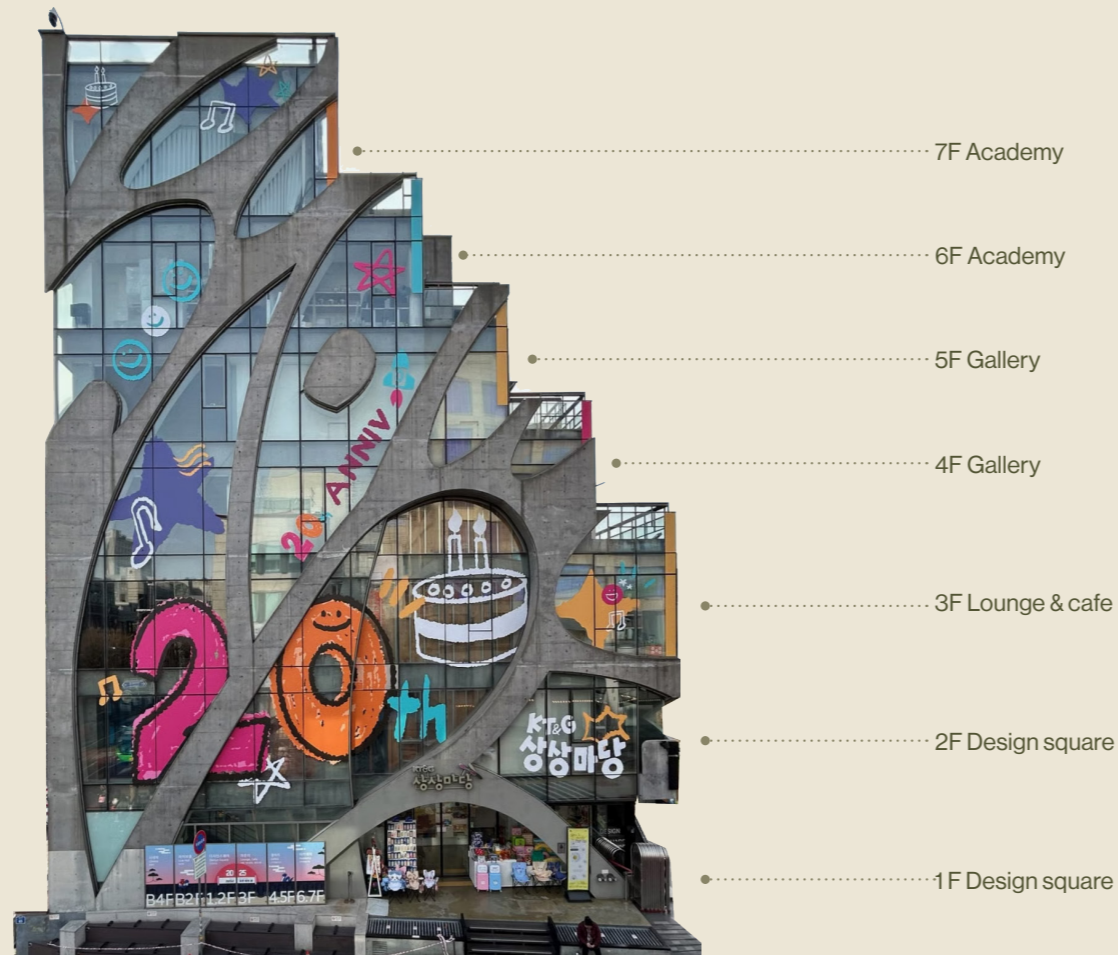 7F Academy
6F Academy
5F Gallery
4F Gallery
3F Lounge & cafe
2F Design square
1F Design square
20th ANNIV
20th
KT&G
상상마당
KT&G
상상마당
20 25
B4F B2F 1.2F 3F 4.5F 6.7F